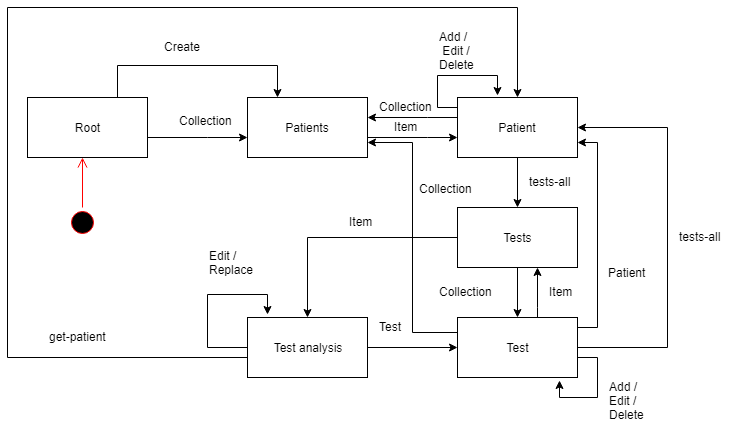 Create
Add /
Edit /
Delete
Root
Collection
Patients
Collection
Item
Patient
tests-all
Collection
Item
Tests
tests-all
Edit /
Replace
Collection
Item
Patient
get-patient
Test analysis
Test
Test
Add /
Edit /
Delete